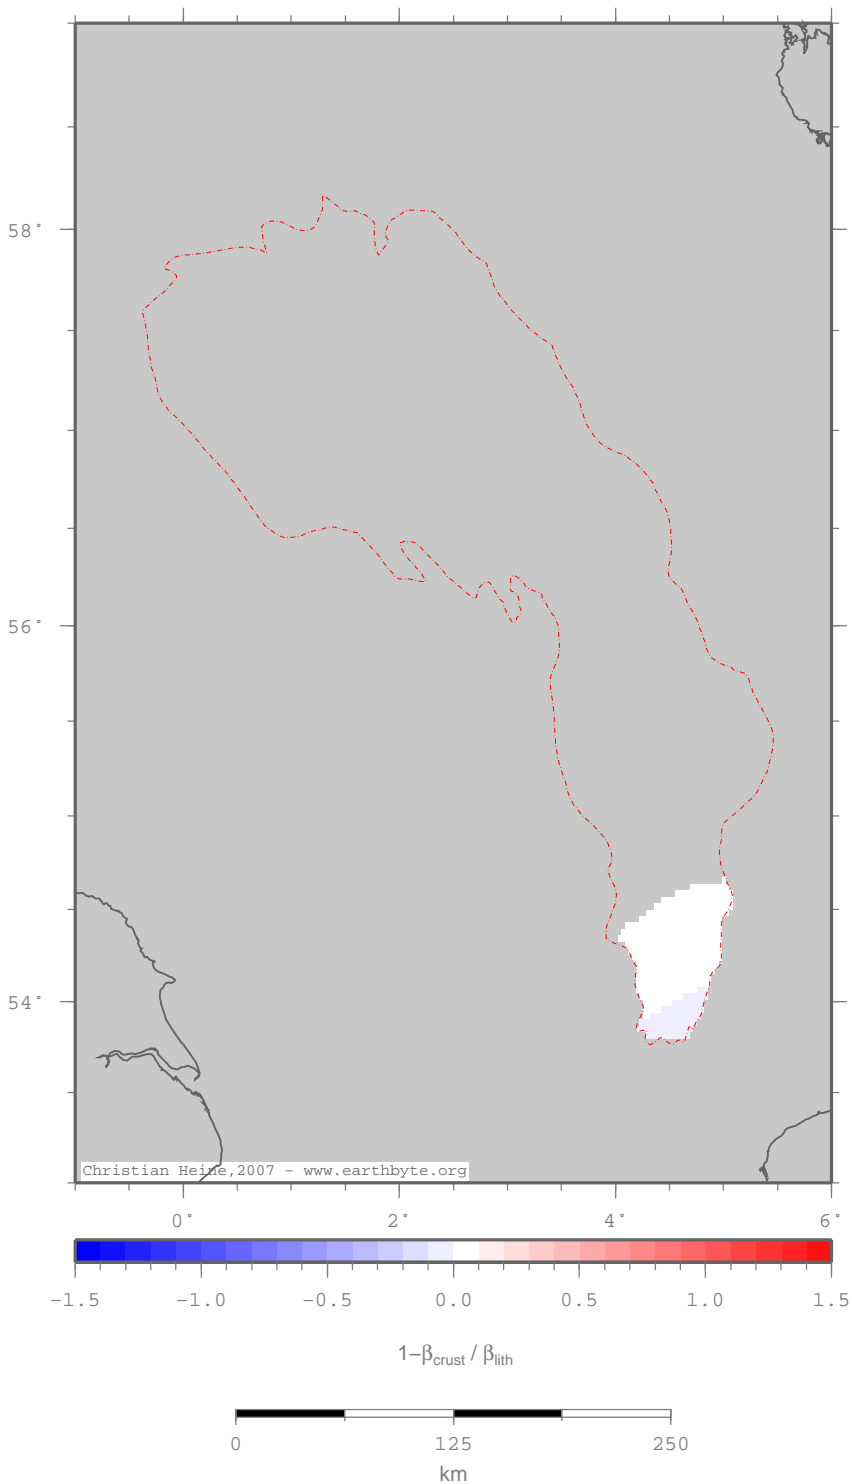 58°
56°
54°
Christian Heine,2007 - www.earthbyte.org
0° 2° 4° 6°
−1.5 −1.0 −0.5 0.0 0.5 1.0 1.5
1−βcrust / βlith
0 125 250
km